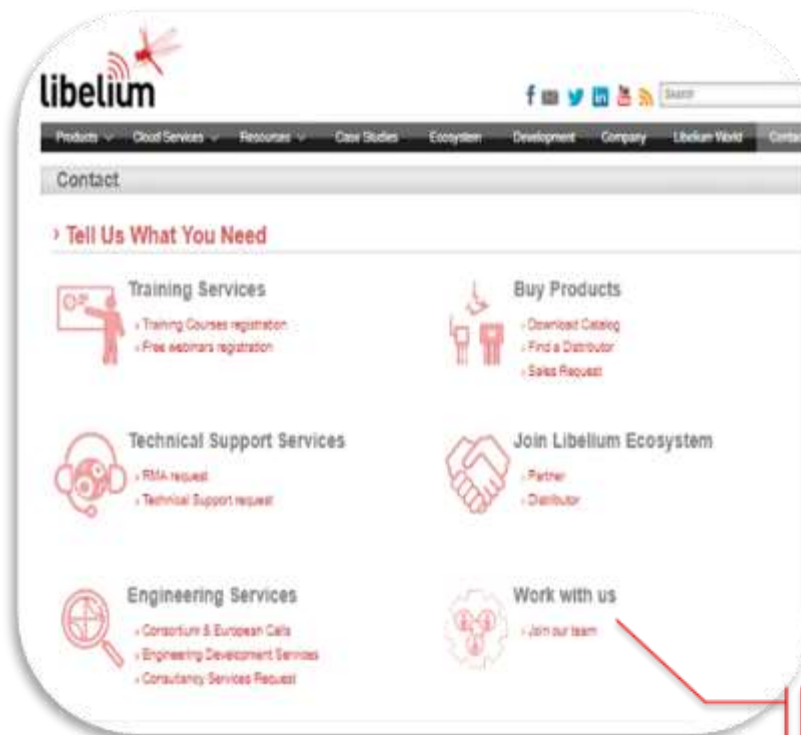 libelium
Search
Products Cloud Services Resources Case Studies Ecosystem Development Company Libelium World Contac
Contact
› Tell Us What You Need
Training Services
› Training Courses registration
› Free webinars registration
Buy Products
› Download Catalog
› Find a Distributor
› Sales Request
Technical Support Services
› RMA request
› Technical Support request
Join Libelium Ecosystem
› Partner
› Distributor
Engineering Services
› Consortium & European Calls
› Engineering Development Services
› Consultancy Services Request
Work with us
› Join our team